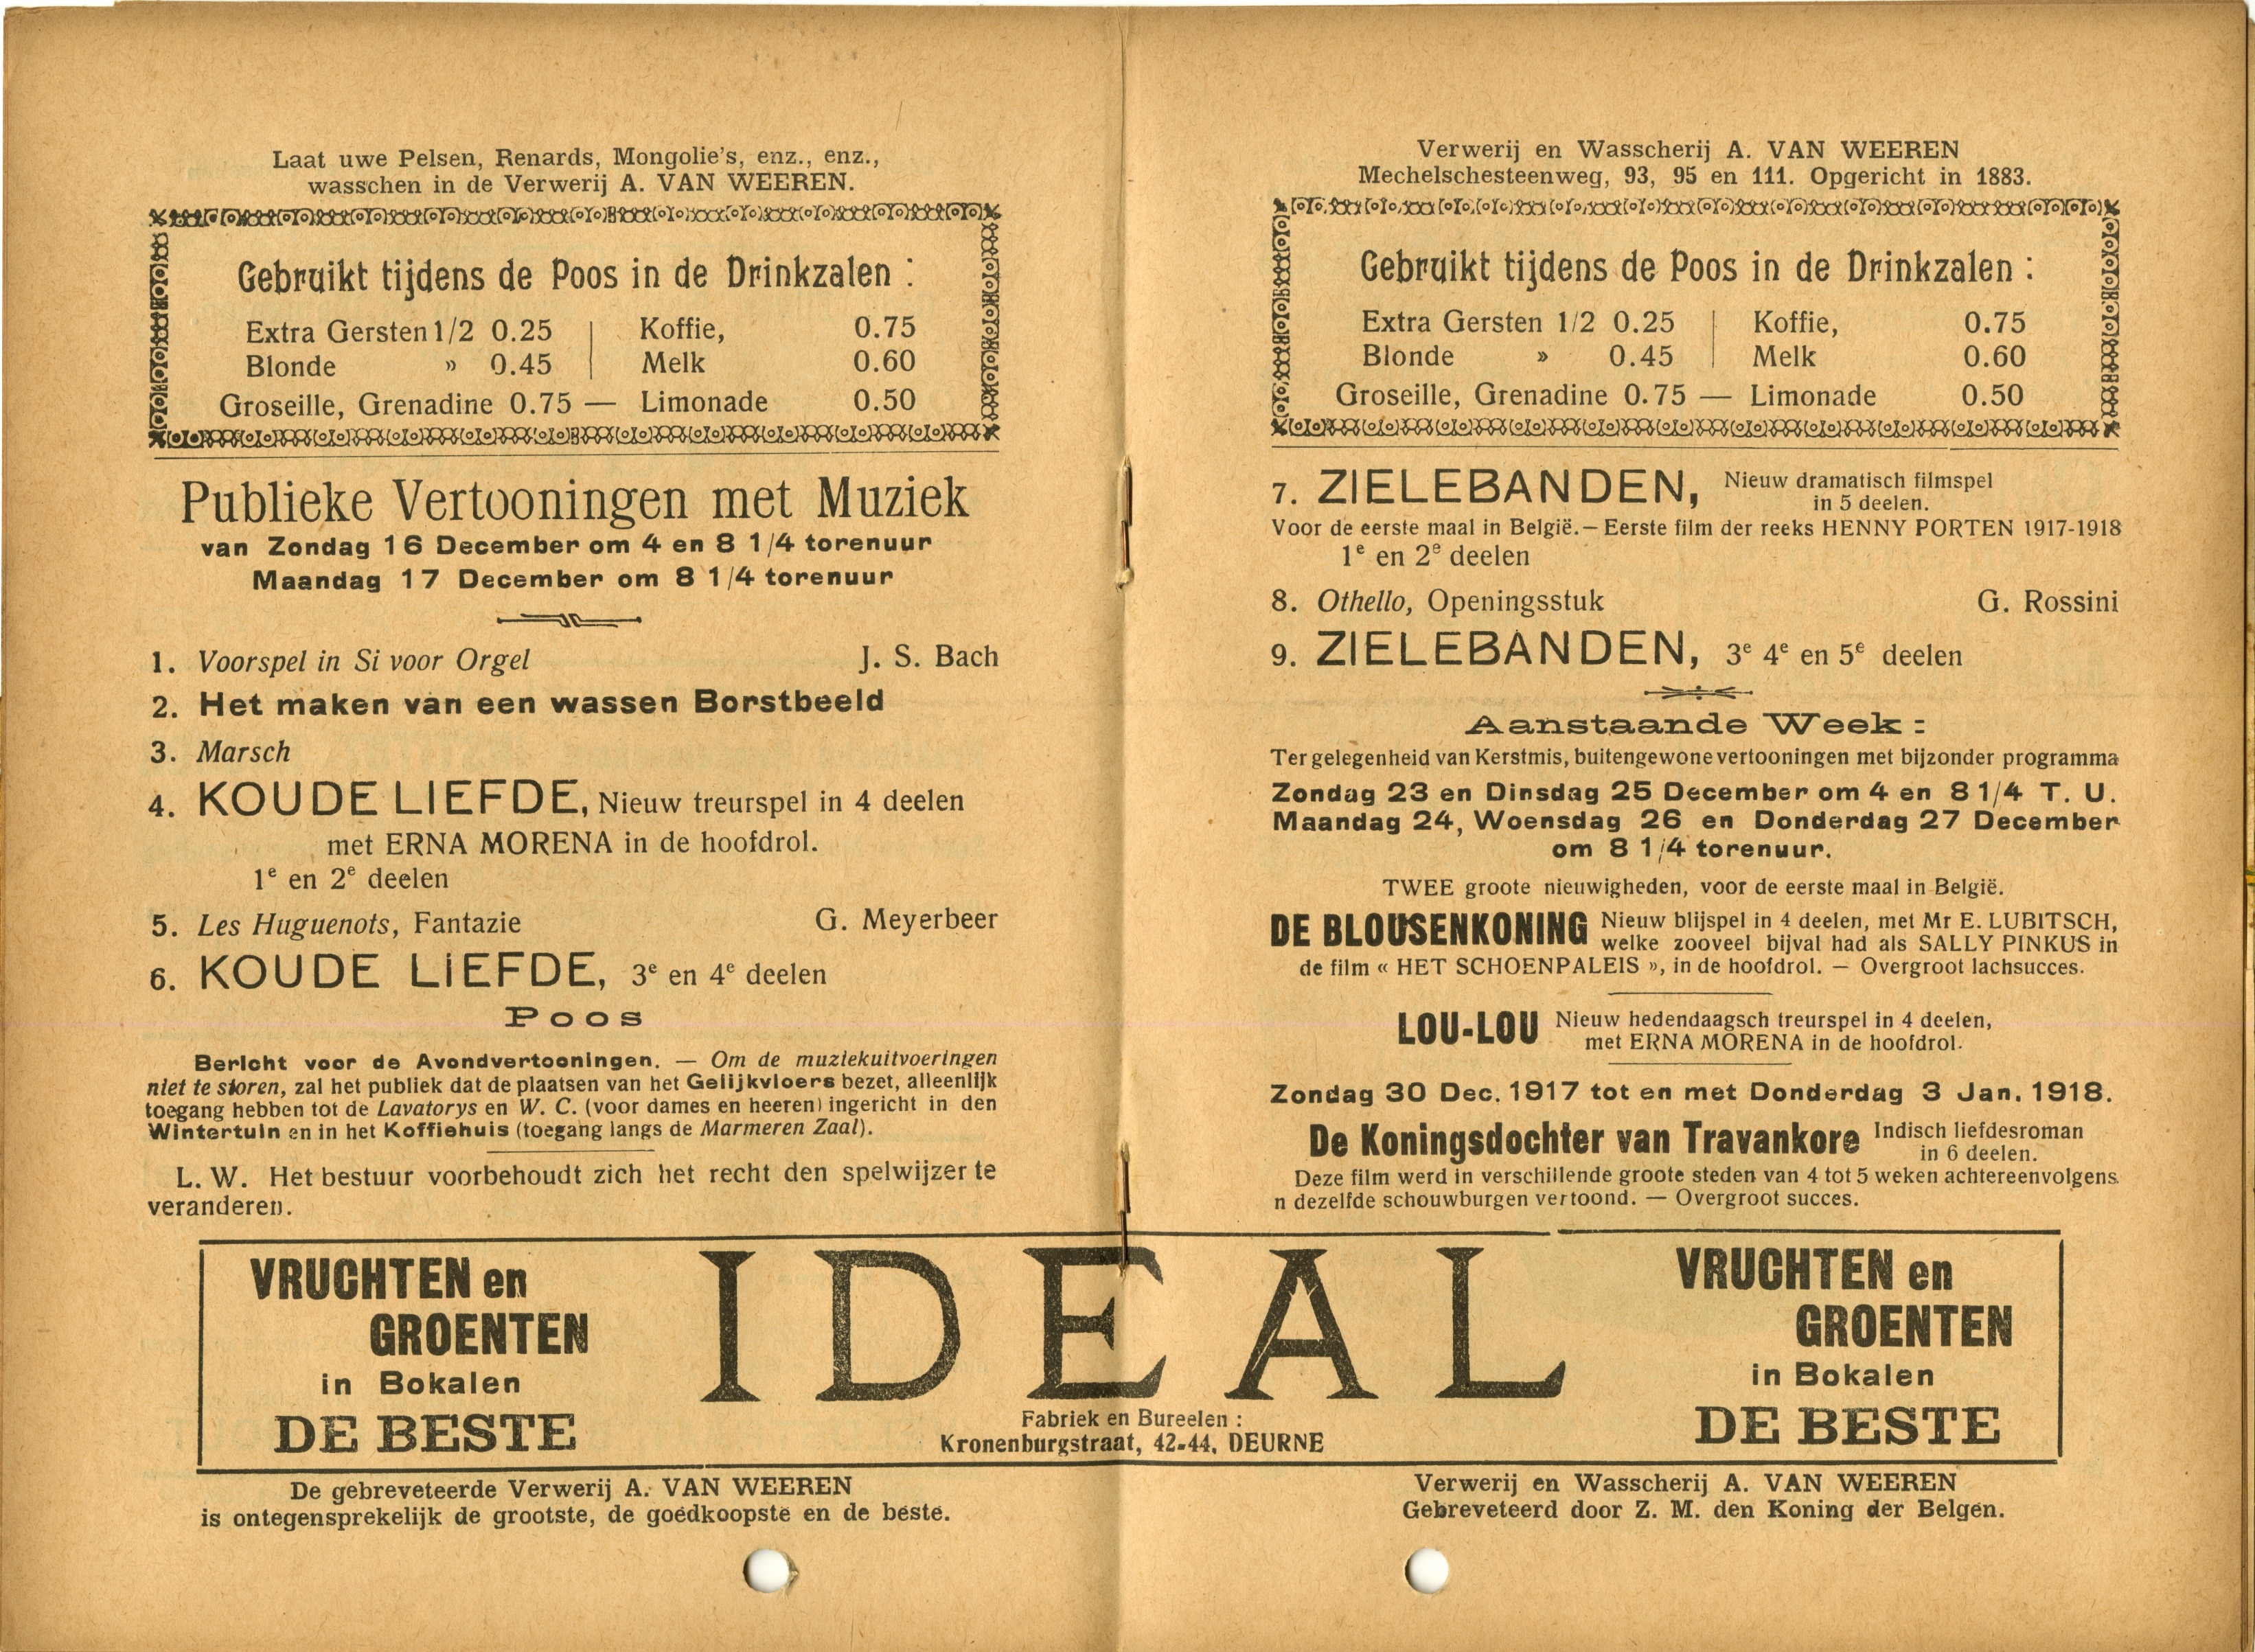 Laat uwe Pelsen, Renards, Mongolie's, enz., enz.,
wasschen in de Verwerij A. VAN WEEREN.
Gebruikt tijdens de Poos in de Drinkzalen :
Extra Gersten 1/2 0.25 | Koffie, 0.75
Blonde » 0.45 | Melk 0.60
Groseille, Grenadine 0.75 — Limonade 0.50
Publieke Vertooningen met Muziek
van Zondag 16 December om 4 en 8 1/4 torenuur
Maandag 17 December om 8 1/4 torenuur
1. Voorspel in Si voor Orgel J. S. Bach
2. Het maken van een wassen Borstbeeld
3. Marsch
4. KOUDE LIEFDE, Nieuw treurspel in 4 deelen
met ERNA MORENA in de hoofdrol.
1e en 2e deelen
5. Les Huguenots, Fantazie G. Meyerbeer
6. KOUDE LIEFDE, 3e en 4e deelen
Poos
Bericht voor de Avondvertooningen. — Om de muziekuitvoeringen
niet te storen, zal het publiek dat de plaatsen van het Gelijkvloers bezet, alleenlijk
toegang hebben tot de Lavatorys en W. C. (voor dames en heeren) ingericht in den
Wintertuin en in het Koffiehuis (toegang langs de Marmeren Zaal).
L. W. Het bestuur voorbehoudt zich het recht den spelwijzer te
veranderen.
Verwerij en Wasscherij A. VAN WEEREN
Mechelschesteenweg, 93, 95 en 111. Opgericht in 1883.
Gebruikt tijdens de Poos in de Drinkzalen :
Extra Gersten 1/2 0.25 | Koffie, 0.75
Blonde » 0.45 | Melk 0.60
Groseille, Grenadine 0.75 — Limonade 0.50
7. ZIELEBANDEN, Nieuw dramatisch filmspel
in 5 deelen.
Voor de eerste maal in België. — Eerste film der reeks HENNY PORTEN 1917-1918
1e en 2e deelen
8. Othello, Openingsstuk G. Rossini
9. ZIELEBANDEN, 3e 4e en 5e deelen
Aanstaande Week :
Ter gelegenheid van Kerstmis, buitengewone vertooningen met bijzonder programma
Zondag 23 en Dinsdag 25 December om 4 en 8 1/4 T. U.
Maandag 24, Woensdag 26 en Donderdag 27 December
om 8 1/4 torenuur.
TWEE groote nieuwigheden, voor de eerste maal in België.
DE BLOUSENKONING Nieuw blijspel in 4 deelen, met Mr E. LUBITSCH,
welke zooveel bijval had als SALLY PINKUS in
de film « HET SCHOENPALEIS », in de hoofdrol. — Overgroot lachsucces.
LOU-LOU Nieuw hedendaagsch treurspel in 4 deelen,
met ERNA MORENA in de hoofdrol.
Zondag 30 Dec. 1917 tot en met Donderdag 3 Jan. 1918.
De Koningsdochter van Travankore Indisch liefdesroman
in 6 deelen.
Deze film werd in verschillende groote steden van 4 tot 5 weken achtereenvolgens
n dezelfde schouwburgen vertoond. — Overgroot succes.
VRUCHTEN en
GROENTEN
in Bokalen
DE BESTE
IDEAL
Fabriek en Bureelen :
Kronenburgstraat, 42-44, DEURNE
VRUCHTEN en
GROENTEN
in Bokalen
DE BESTE
De gebreveteerde Verwerij A. VAN WEEREN
is ontegensprekelijk de grootste, de goedkoopste en de beste.
Verwerij en Wasscherij A. VAN WEEREN
Gebreveteerd door Z. M. den Koning der Belgen.